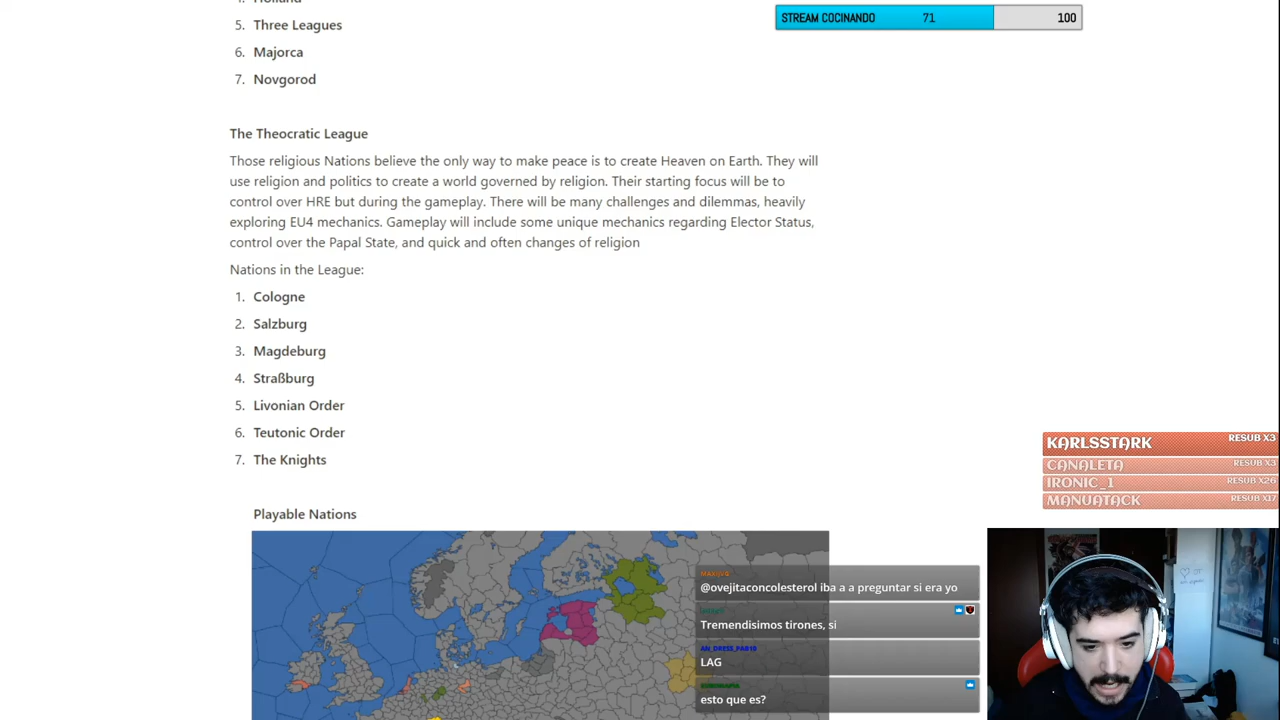 STREAM COCINANDO 71 100
5. Three Leagues
6. Majorca
7. Novgorod
The Theocratic League
Those religious Nations believe the only way to make peace is to create Heaven on Earth. They will
use religion and politics to create a world governed by religion. Their starting focus will be to
control over HRE but during the gameplay. There will be many challenges and dilemmas, heavily
exploring EU4 mechanics. Gameplay will include some unique mechanics regarding Elector Status,
control over the Papal State, and quick and often changes of religion
Nations in the League:
1. Cologne
2. Salzburg
3. Magdeburg
4. Straßburg
5. Livonian Order
6. Teutonic Order
7. The Knights
Playable Nations
KARLSSTARK RESUB X3
CANALETA RESUB X3
IRONIC_1 RESUB X26
MANUATACK RESUB X17
@ovejitaconcolesterol iba a a preguntar si era yo
Tremendisimos tirones, si
AN_DRESS_PAB10
LAG
esto que es?